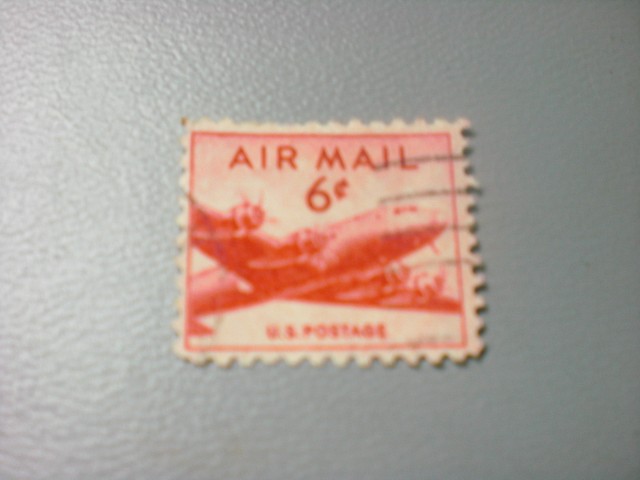 AIR MAIL
6¢
U.S. POSTAGE